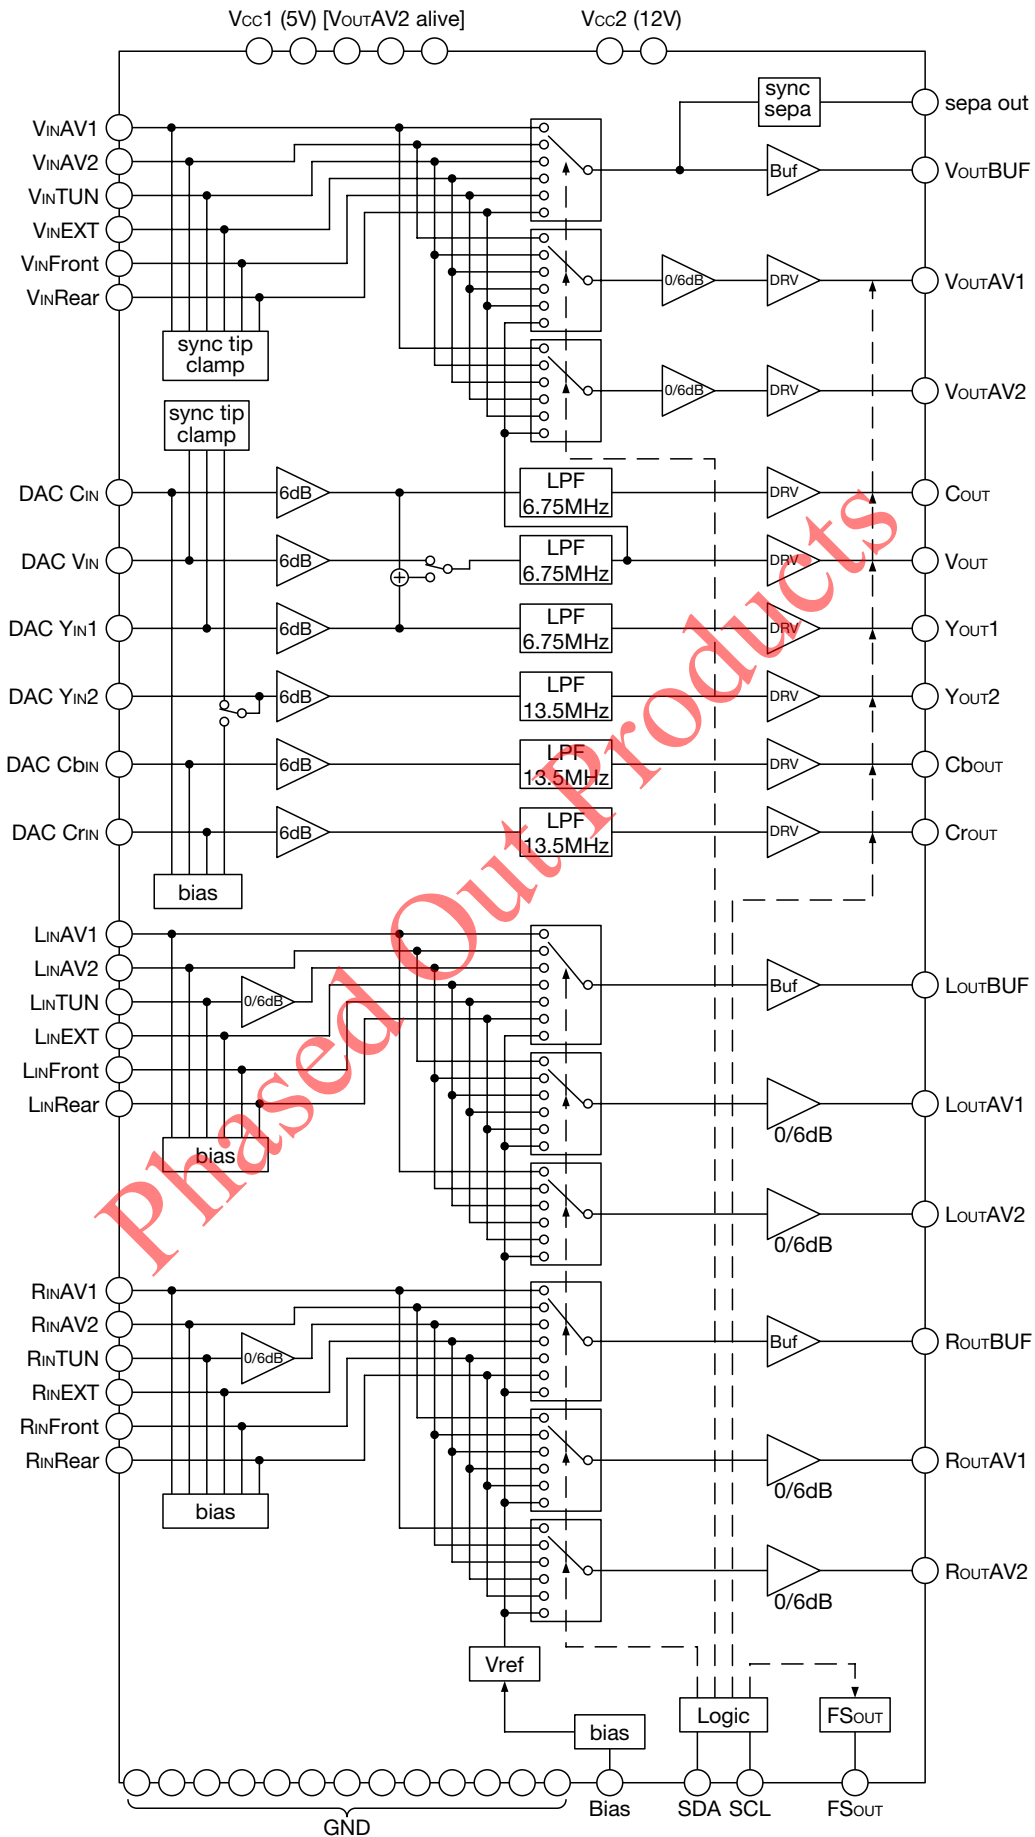 VCC1 (5V) [VOUTAV2 alive]
VCC2 (12V)
sync
sepa
sepa out
VINAV1
VINAV2
VINTUN
VINEXT
VINFront
VINRear
Buf
VOUTBUF
0/6dB
DRV
VOUTAV1
sync tip
clamp
0/6dB
DRV
VOUTAV2
sync tip
clamp
DAC CIN
6dB
LPF
6.75MHz
DRV
COUT
DAC VIN
6dB
LPF
6.75MHz
DRV
VOUT
DAC YIN1
6dB
LPF
6.75MHz
DRV
YOUT1
DAC YIN2
6dB
LPF
13.5MHz
DRV
YOUT2
DAC CbIN
6dB
LPF
13.5MHz
DRV
CbOUT
DAC CrIN
6dB
LPF
13.5MHz
DRV
CrOUT
bias
LINAV1
LINAV2
LINTUN
LINEXT
LINFront
LINRear
0/6dB
Buf
LOUTBUF
bias
0/6dB
LOUTAV1
0/6dB
LOUTAV2
RINAV1
RINAV2
RINTUN
RINEXT
RINFront
RINRear
0/6dB
Buf
ROUTBUF
bias
0/6dB
ROUTAV1
0/6dB
ROUTAV2
Vref
bias
Logic
FSOUT
GND
Bias
SDA
SCL
FSOUT
Phased Out Products